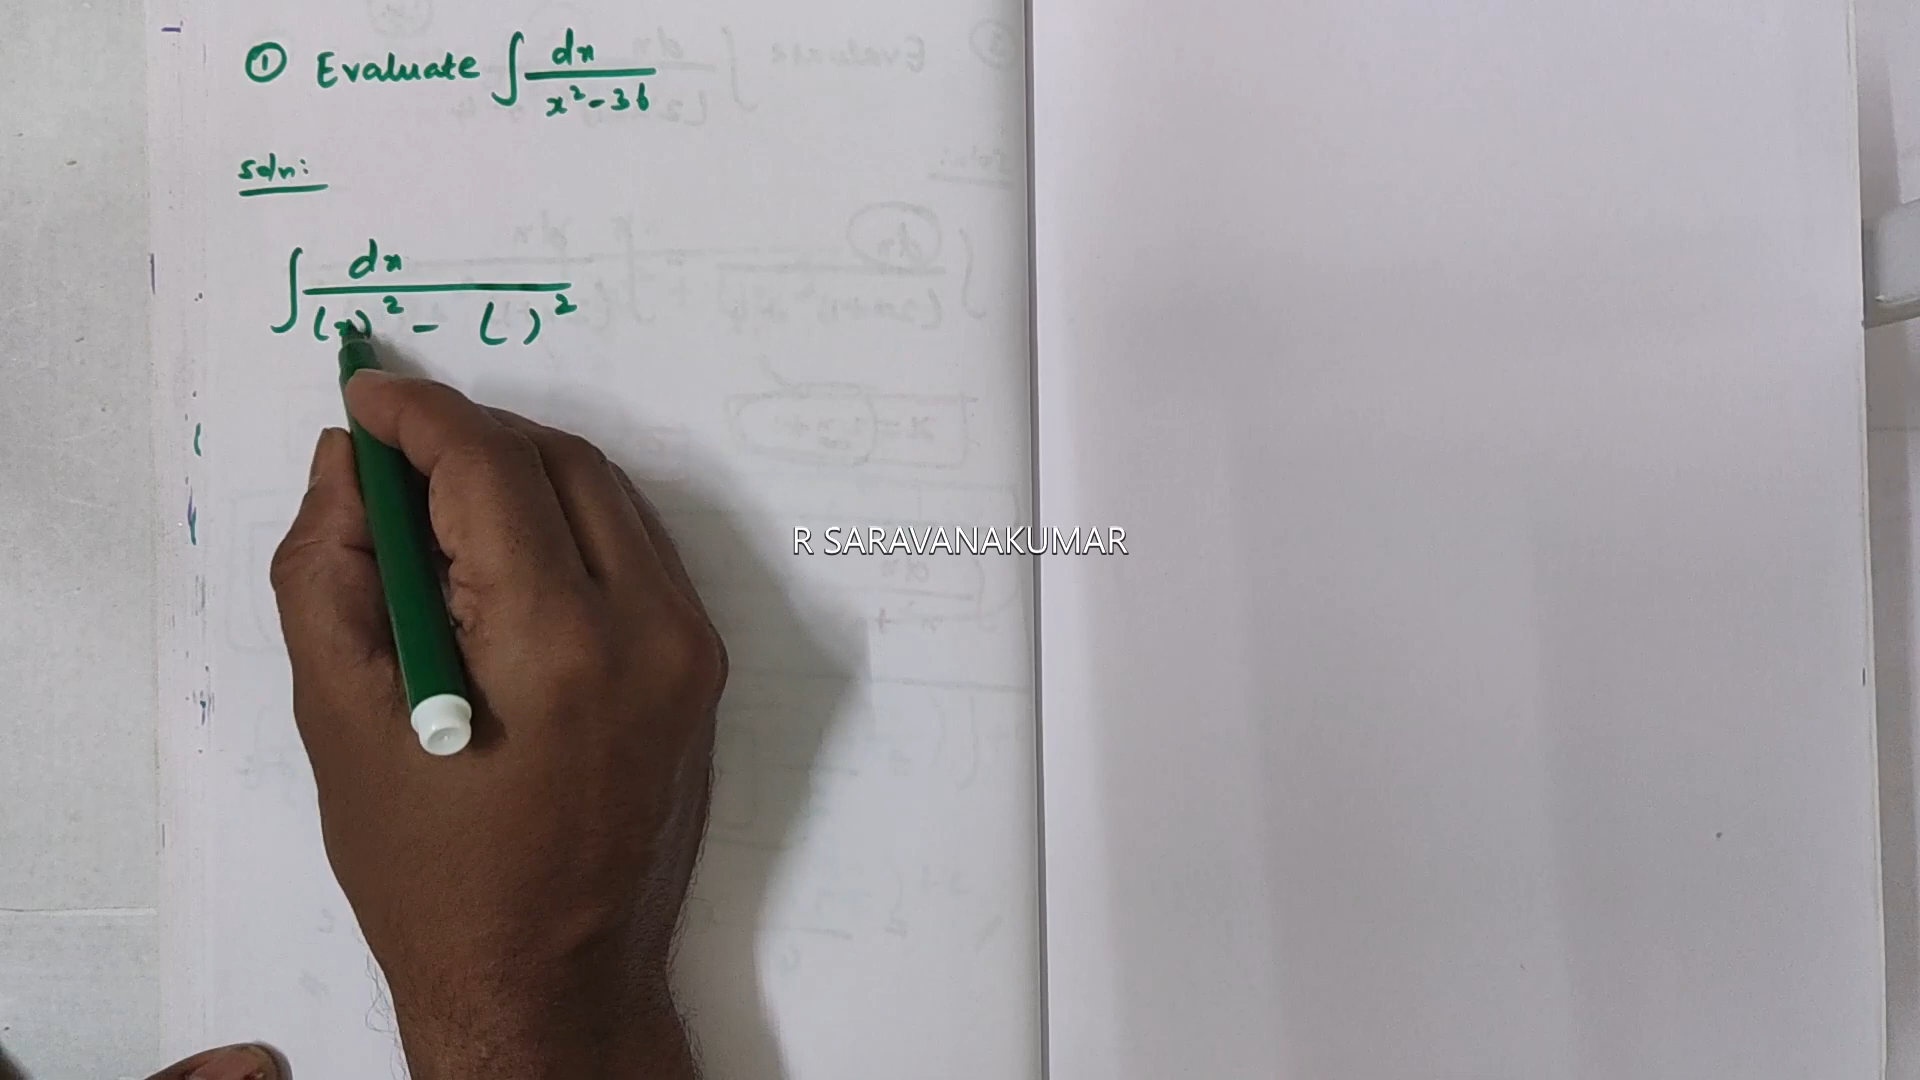 ① Evaluate ∫ dx / x² - 36
Soln:
∫ dx / (x)² - ( )²
R SARAVANAKUMAR